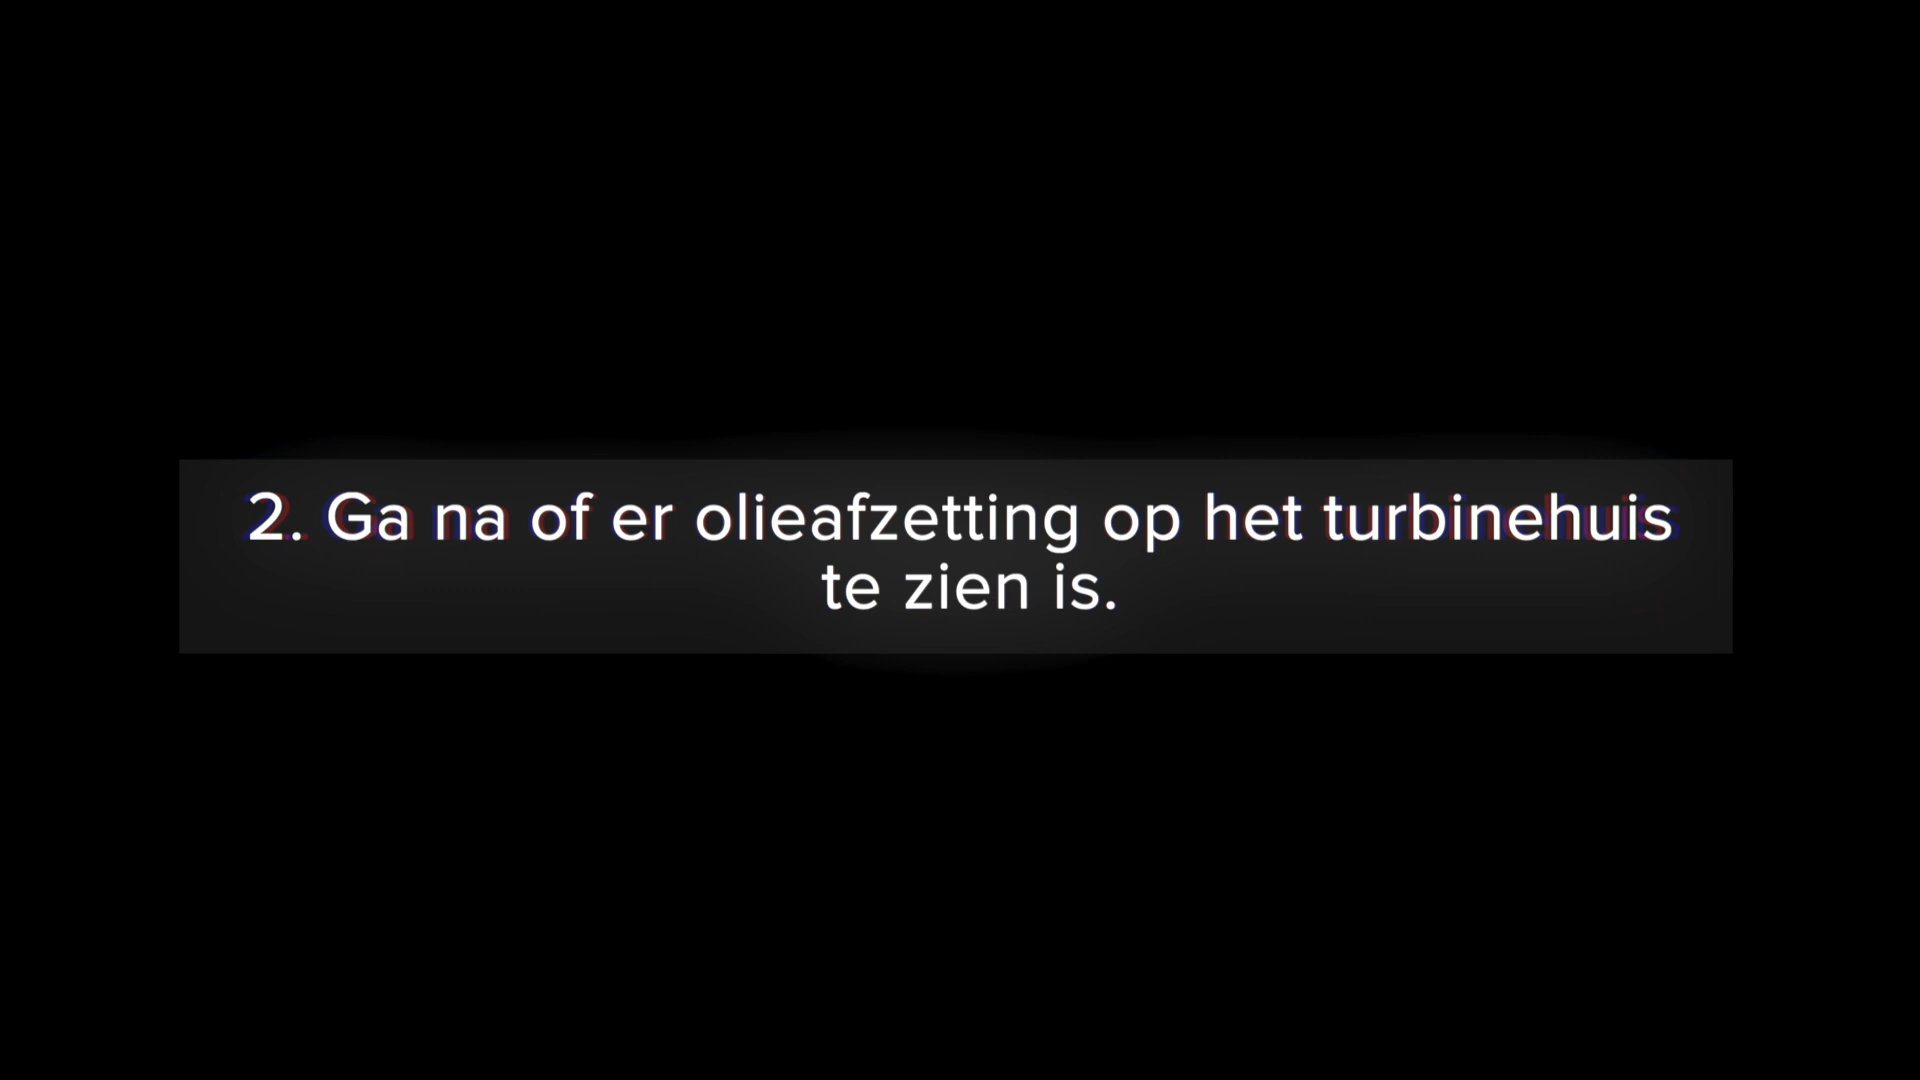 2. Ga na of er olieafzetting op het turbinehuis
te zien is.